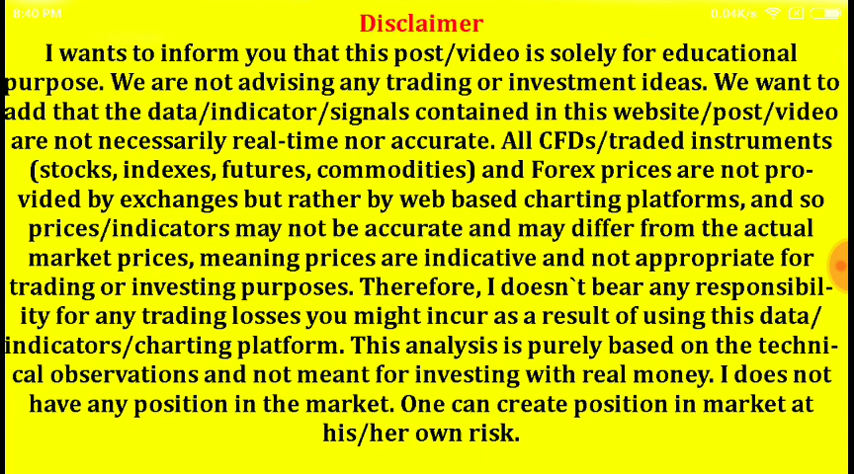 8:40 PM
0.04K/s
Disclaimer
I wants to inform you that this post/video is solely for educational
purpose. We are not advising any trading or investment ideas. We want to
add that the data/indicator/signals contained in this website/post/video
are not necessarily real-time nor accurate. All CFDs/traded instruments
(stocks, indexes, futures, commodities) and Forex prices are not pro-
vided by exchanges but rather by web based charting platforms, and so
prices/indicators may not be accurate and may differ from the actual
market prices, meaning prices are indicative and not appropriate for
trading or investing purposes. Therefore, I doesn`t bear any responsibil-
ity for any trading losses you might incur as a result of using this data/
indicators/charting platform. This analysis is purely based on the techni-
cal observations and not meant for investing with real money. I does not
have any position in the market. One can create position in market at
his/her own risk.